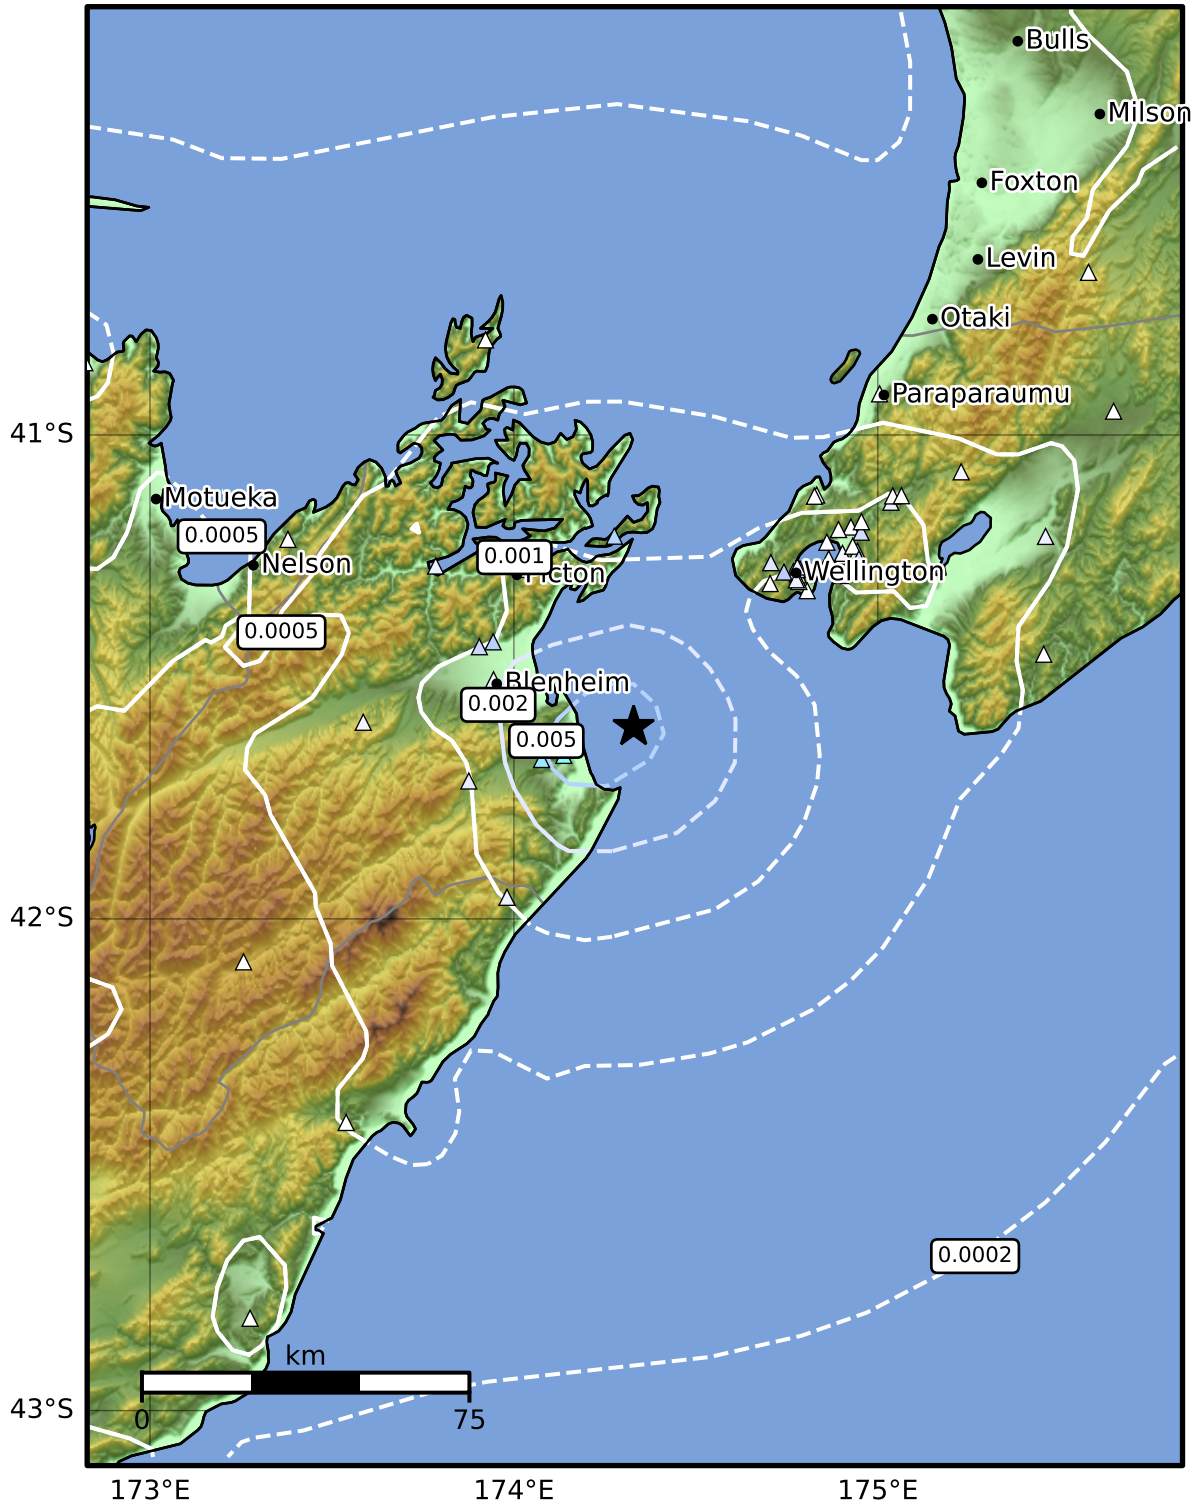 Bulls
Milson
Foxton
Levin
Otaki
Paraparaumu
41°S
Motueka
0.0005
Nelson
0.001
Picton
Wellington
0.0005
Blenheim
0.002
0.005
42°S
0.0002
km
0
75
43°S
173°E
174°E
175°E